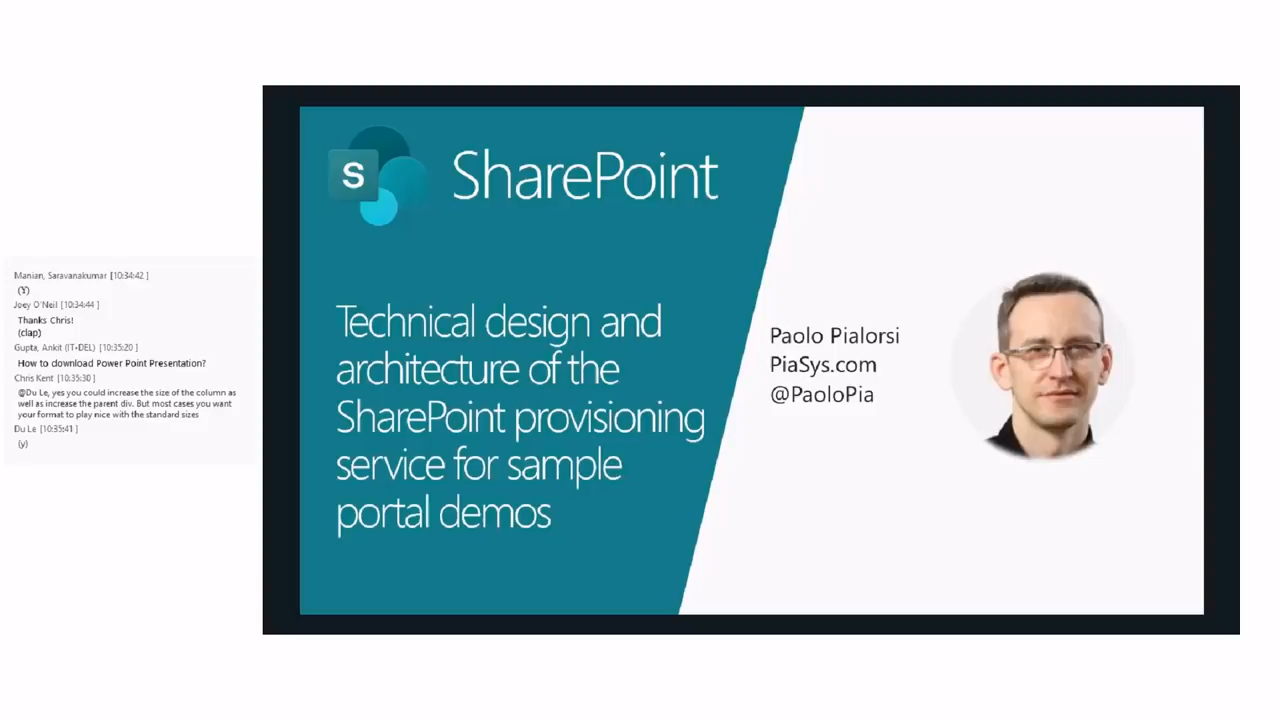 Manian, Saravanakumar [10:34:42 ]
(Y)
Joey O'Neil [10:34:44 ]
Thanks Chris!
(clap)
Gupta, Ankit (IT-DEL) [10:35:20 ]
How to download Power Point Presentation?
Chris Kent [10:35:30 ]
@Du Le, yes you could increase the size of the column as
well as increase the parent div. But most cases you want
your format to play nice with the standard sizes
Du Le [10:35:41 ]
(y)
S
SharePoint
Technical design and
architecture of the
SharePoint provisioning
service for sample
portal demos
Paolo Pialorsi
PiaSys.com
@PaoloPia